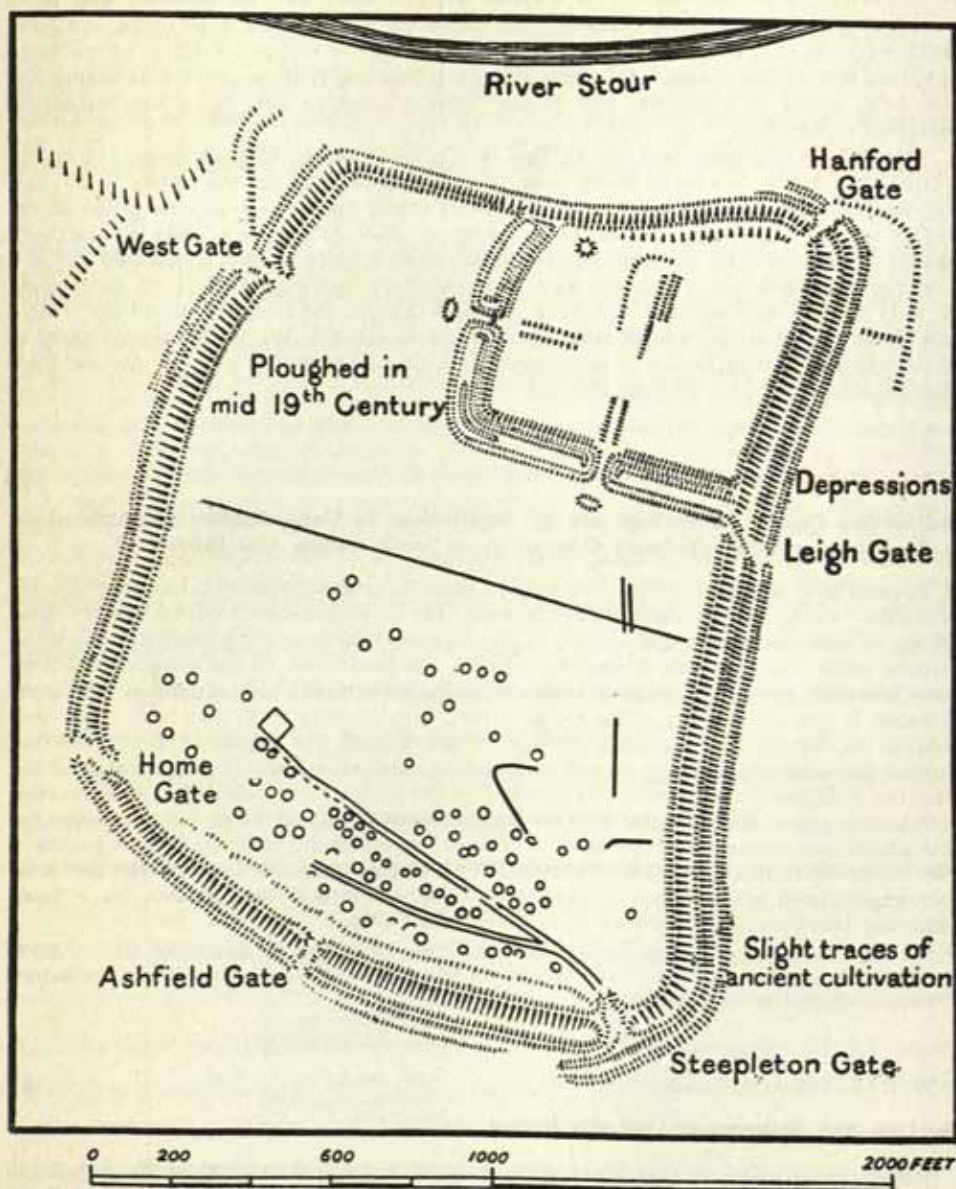 River Stour
Hanford
Gate
West Gate
Ploughed in
mid 19th Century
Depressions
Leigh Gate
Home
Gate
Ashfield Gate
Slight traces of
ancient cultivation
Steepleton Gate
0 200 600 1000 2000 FEET